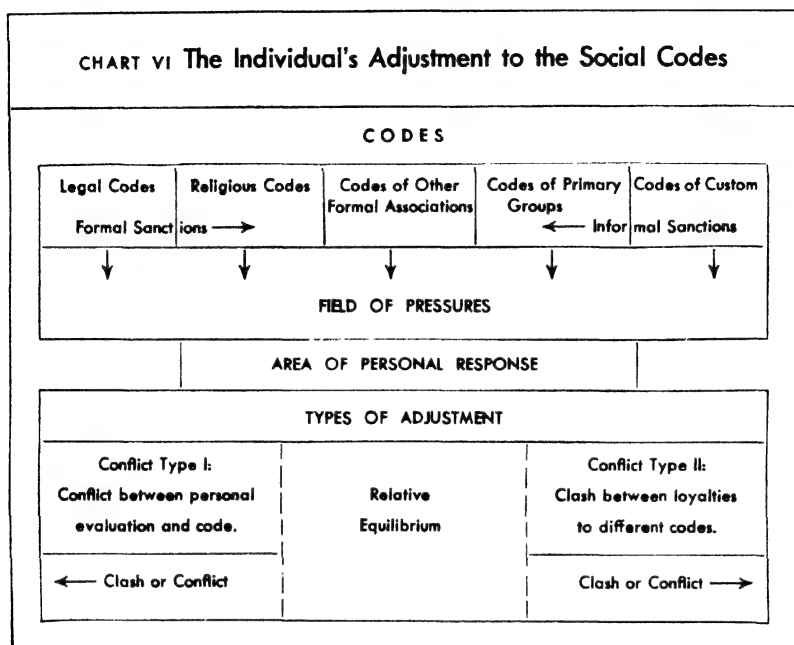 CHART VI The Individual's Adjustment to the Social Codes
CODES
Legal Codes
Religious Codes
Codes of Other
Formal Associations
Codes of Primary
Groups
Codes of Custom
Formal Sanctions →
← Informal Sanctions
FIELD OF PRESSURES
AREA OF PERSONAL RESPONSE
TYPES OF ADJUSTMENT
Conflict Type I:
Conflict between personal
evaluation and code.
← Clash or Conflict
Relative
Equilibrium
Conflict Type II:
Clash between loyalties
to different codes.
Clash or Conflict →